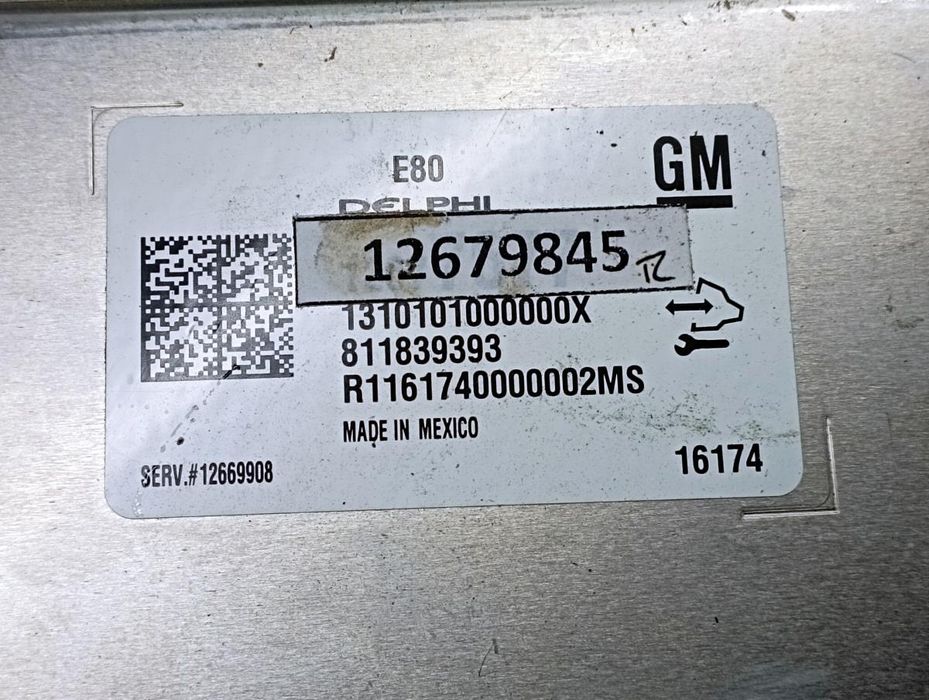 E80
GM
DELPHI
12679845
1310101000000X
811839393
R1161740000002MS
MADE IN MEXICO
SERV.#12669908
16174